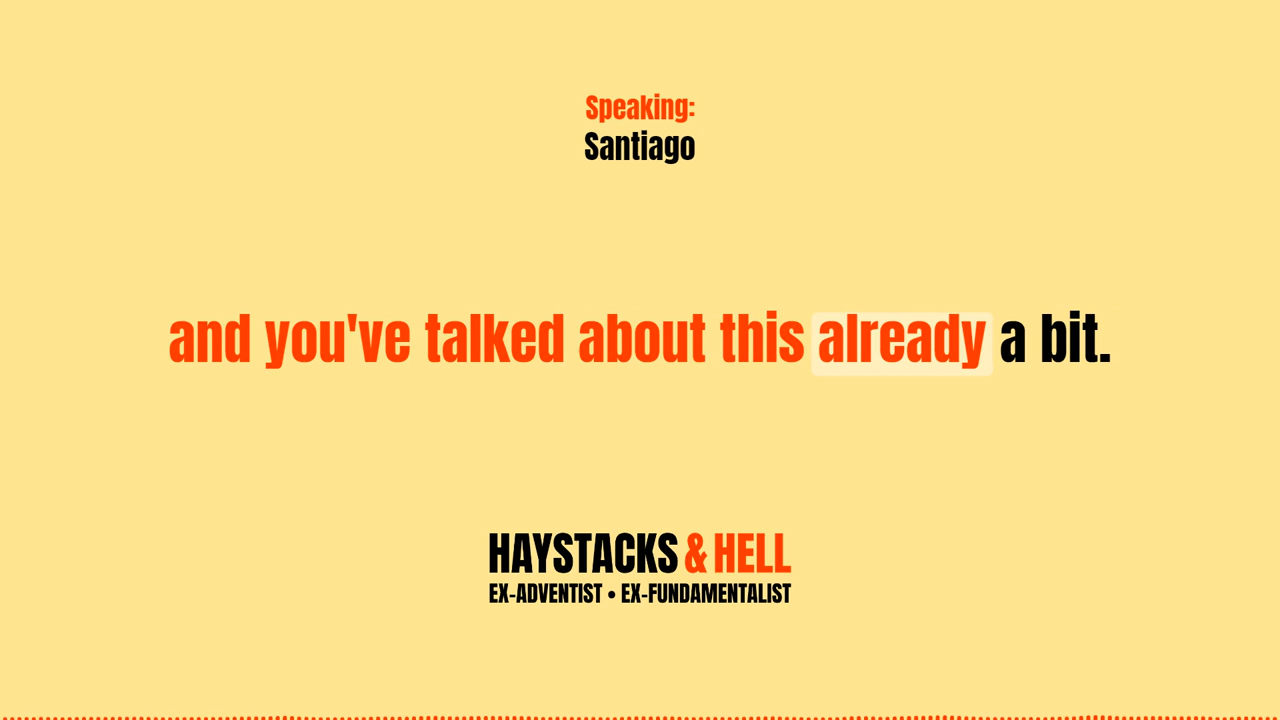 Speaking:
Santiago
and you've talked about this already a bit.
HAYSTACKS & HELL
EX-ADVENTIST • EX-FUNDAMENTALIST